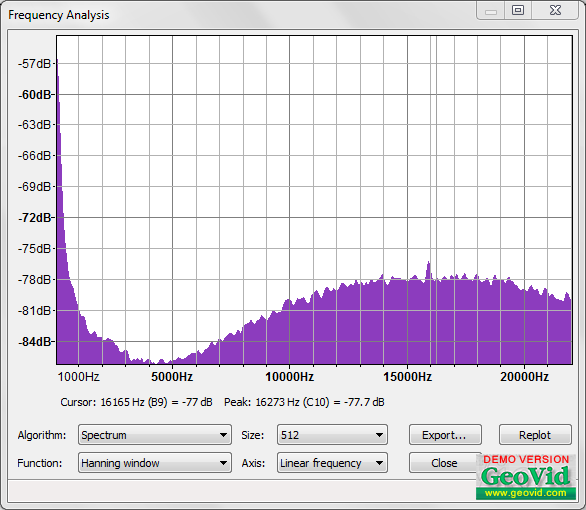 Frequency Analysis
-57dB
-60dB
-63dB
-66dB
-69dB
-72dB
-75dB
-78dB
-81dB
-84dB
1000Hz 5000Hz 10000Hz 15000Hz 20000Hz
Cursor: 16165 Hz (B9) = -77 dB Peak: 16273 Hz (C10) = -77.7 dB
Algorithm: Spectrum Size: 512 Export... Replot
Function: Hanning window Axis: Linear frequency Close
DEMO VERSION
GeoVid
www.geovid.com